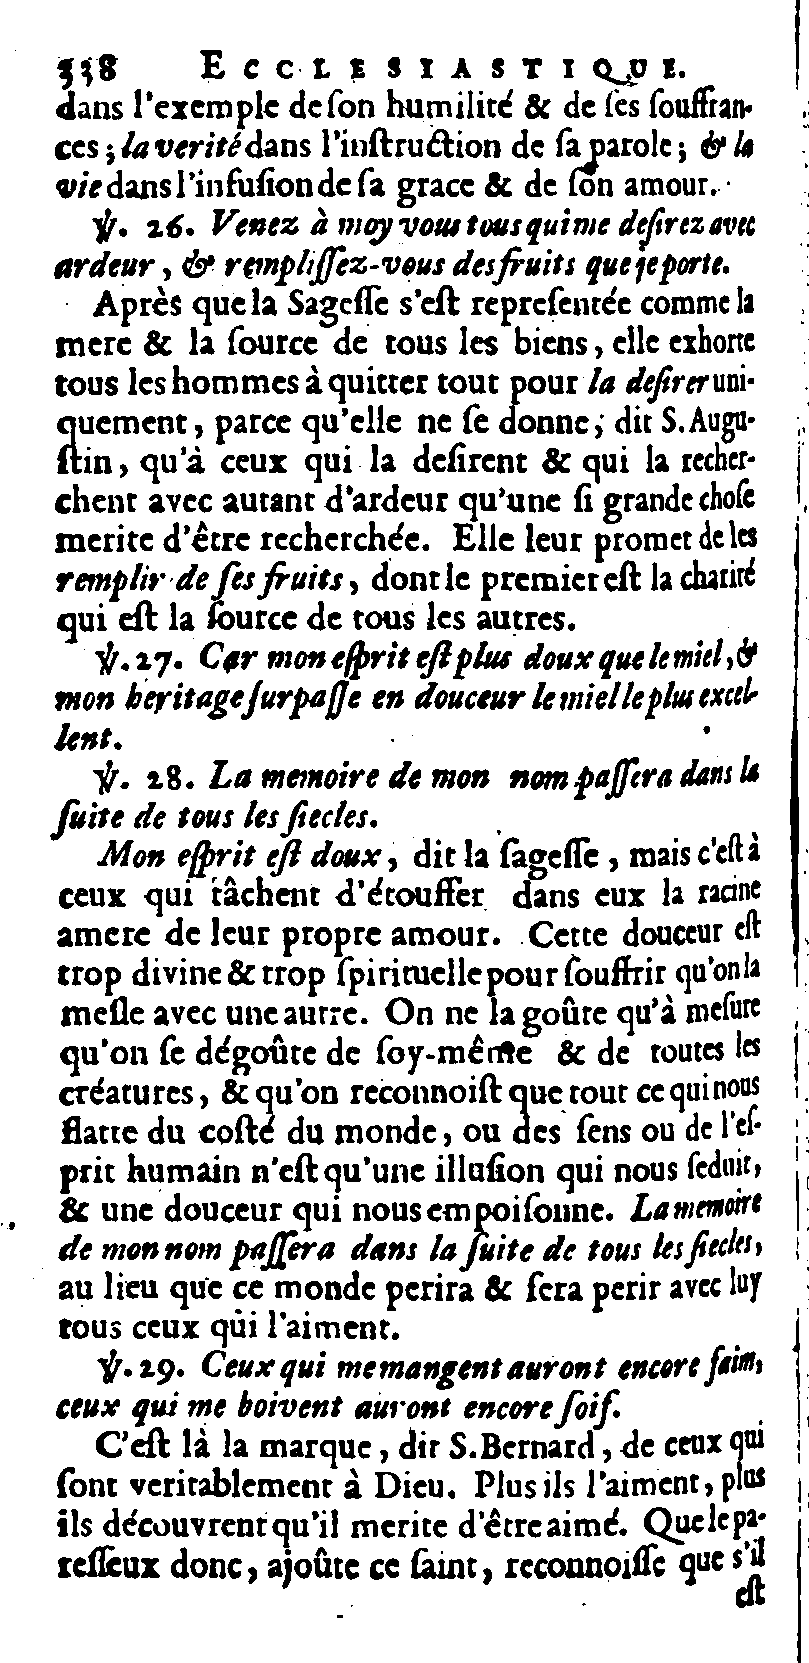 338 ECCLESIASTIQUE.
dans l'exemple de ſon humilité & de ſes ſouffran-
ces ; la verité dans l'inſtruction de ſa parole ; & la
vie dans l'infuſion de ſa grace & de ſon amour.
℣. 26. Venez à moy vous tous qui me deſirez avec
ardeur, & rempliſſez-vous des fruits que je porte.
Après que la Sageſſe s'eſt repreſentée comme la
mere & la ſource de tous les biens, elle exhorte
tous les hommes à quitter tout pour la deſirer uni-
quement, parce qu'elle ne ſe donne, dit S. Augu-
ſtin, qu'à ceux qui la deſirent & qui la recher-
chent avec autant d'ardeur qu'une ſi grande choſe
merite d'être recherchée. Elle leur promet de les
remplir de ſes fruits, dont le premier eſt la charité
qui eſt la ſource de tous les autres.
℣. 27. Car mon eſprit eſt plus doux que le miel, &
mon heritage ſurpaſſe en douceur le miel le plus excel-
lent.
℣. 28. La memoire de mon nom paſſera dans la
ſuite de tous les ſiecles.
Mon eſprit eſt doux, dit la ſageſſe, mais c'eſt à
ceux qui tâchent d'étouffer dans eux la racine
amere de leur propre amour. Cette douceur eſt
trop divine & trop ſpirituelle pour ſouffrir qu'on la
meſle avec une autre. On ne la goûte qu'à meſure
qu'on ſe dégoûte de ſoy-même & de toutes les
créatures, & qu'on reconnoiſt que tout ce qui nous
flatte du coſté du monde, ou des ſens ou de l'eſ-
prit humain n'eſt qu'une illuſion qui nous ſeduit,
& une douceur qui nous empoiſonne. La memoire
de mon nom paſſera dans la ſuite de tous les ſiecles,
au lieu que ce monde perira & ſera perir avec luy
tous ceux qui l'aiment.
℣. 29. Ceux qui me mangent auront encore faim,
ceux qui me boivent auront encore ſoif.
C'eſt là la marque, dit S. Bernard, de ceux qui
ſont veritablement à Dieu. Plus ils l'aiment, plus
ils découvrent qu'il merite d'être aimé. Que le pa-
reſſeux donc, ajoûte ce ſaint, reconnoiſſe que s'il
eſt